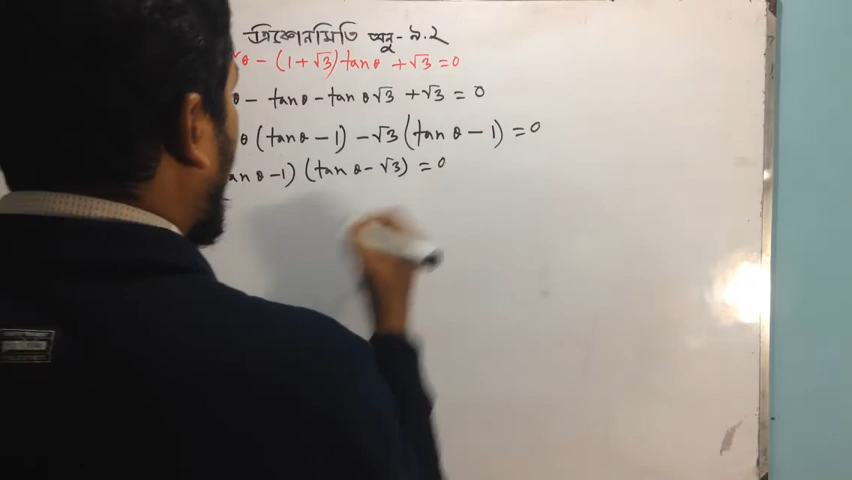 ত্রিকোনমিতি অনু - ৯.২
θ - (1 + √3) tanθ + √3 = 0
θ - tanθ - tanθ√3 + √3 = 0
θ (tanθ - 1) - √3 (tanθ - 1) = 0
anθ - 1) (tanθ - √3) = 0